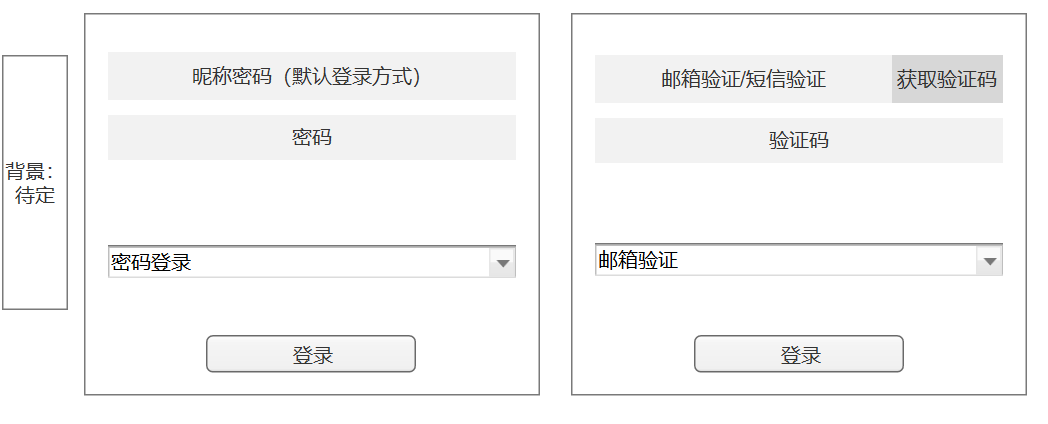 背景：
待定
昵称密码（默认登录方式）
密码
密码登录
登录
邮箱验证/短信验证 获取验证码
验证码
邮箱验证
登录